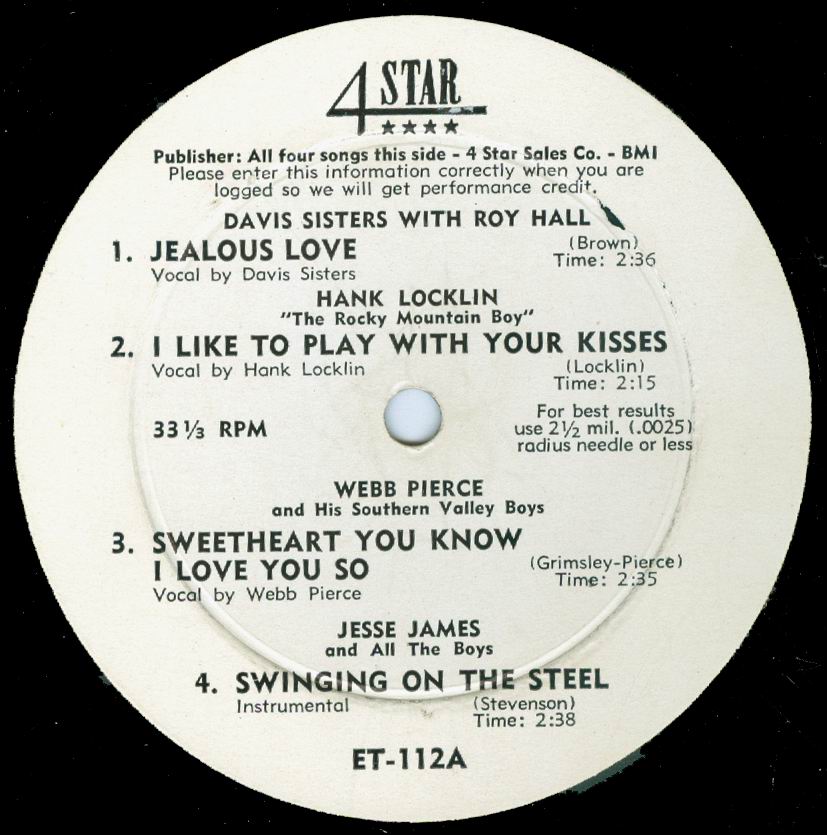 4 STAR
★★★★
Publisher: All four songs this side - 4 Star Sales Co. - BMI
Please enter this information correctly when you are
logged so we will get performance credit.
DAVIS SISTERS WITH ROY HALL
1. JEALOUS LOVE (Brown)
Vocal by Davis Sisters Time: 2:36
HANK LOCKLIN
"The Rocky Mountain Boy"
2. I LIKE TO PLAY WITH YOUR KISSES
Vocal by Hank Locklin (Locklin)
Time: 2:15
33 1/3 RPM
For best results
use 2½ mil. (.0025)
radius needle or less
WEBB PIERCE
and His Southern Valley Boys
3. SWEETHEART YOU KNOW
I LOVE YOU SO (Grimsley-Pierce)
Vocal by Webb Pierce Time: 2:35
JESSE JAMES
and All The Boys
4. SWINGING ON THE STEEL
Instrumental (Stevenson)
Time: 2:38
ET-112A